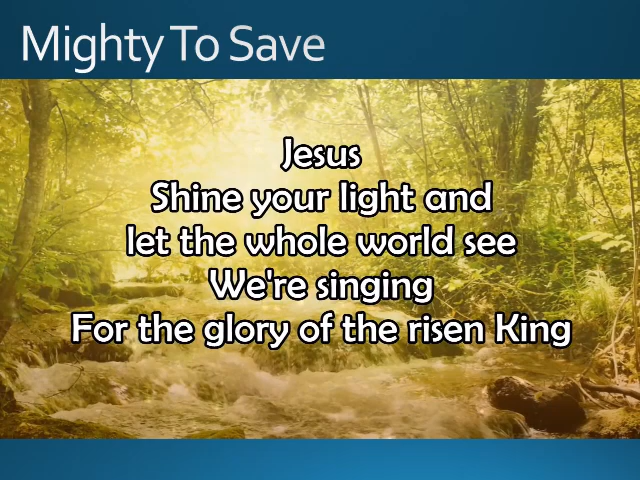 Mighty To Save
Jesus
Shine your light and
let the whole world see
We're singing
For the glory of the risen King